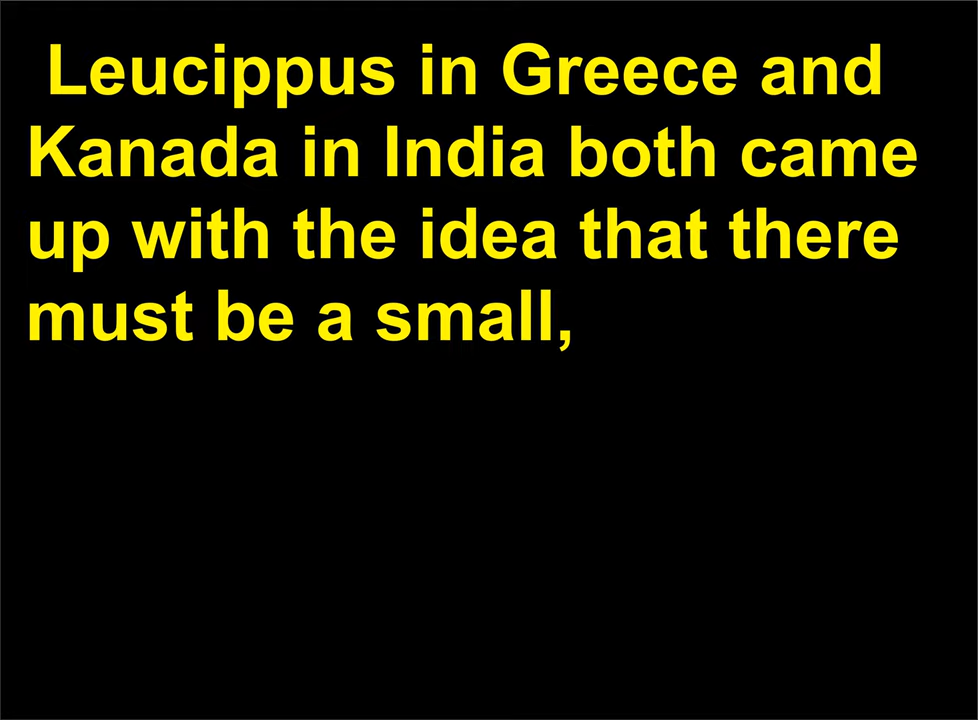 Leucippus in Greece and
Kanada in India both came
up with the idea that there
must be a small,